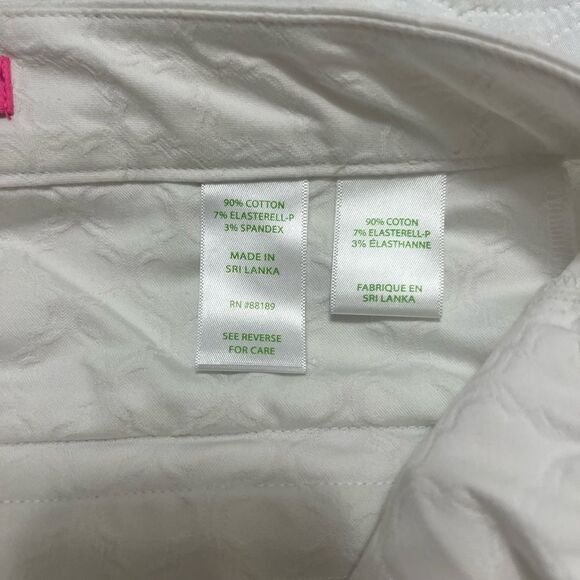 90% COTTON
7% ELASTERELL-P
3% SPANDEX
MADE IN
SRI LANKA
RN #88189
SEE REVERSE
FOR CARE
90% COTON
7% ELASTERELL-P
3% ÉLASTHANNE
FABRIQUE EN
SRI LANKA